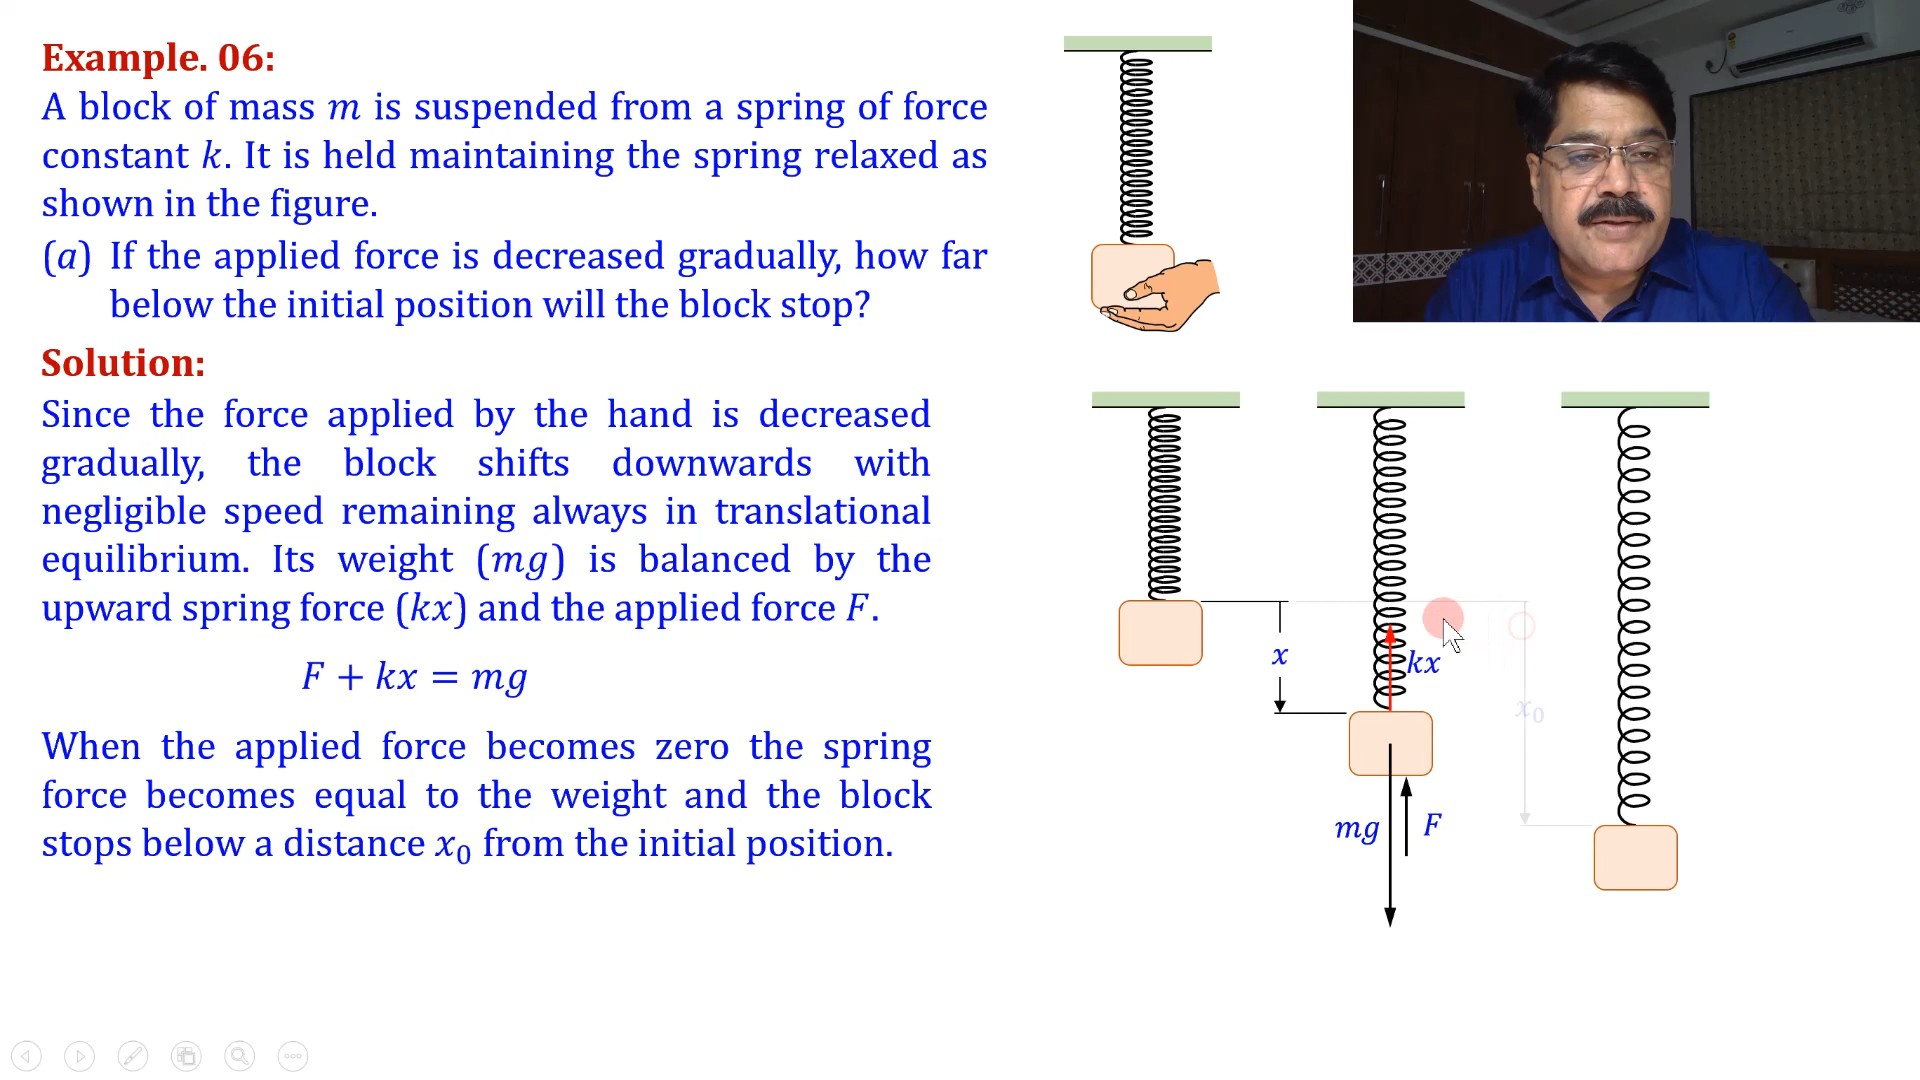 Example. 06:
A block of mass m is suspended from a spring of force
constant k. It is held maintaining the spring relaxed as
shown in the figure.
(a) If the applied force is decreased gradually, how far
below the initial position will the block stop?
Solution:
Since the force applied by the hand is decreased
gradually, the block shifts downwards with
negligible speed remaining always in translational
equilibrium. Its weight (mg) is balanced by the
upward spring force (kx) and the applied force F.
F + kx = mg
When the applied force becomes zero the spring
force becomes equal to the weight and the block
stops below a distance x₀ from the initial position.
x
kx
x₀
mg
F